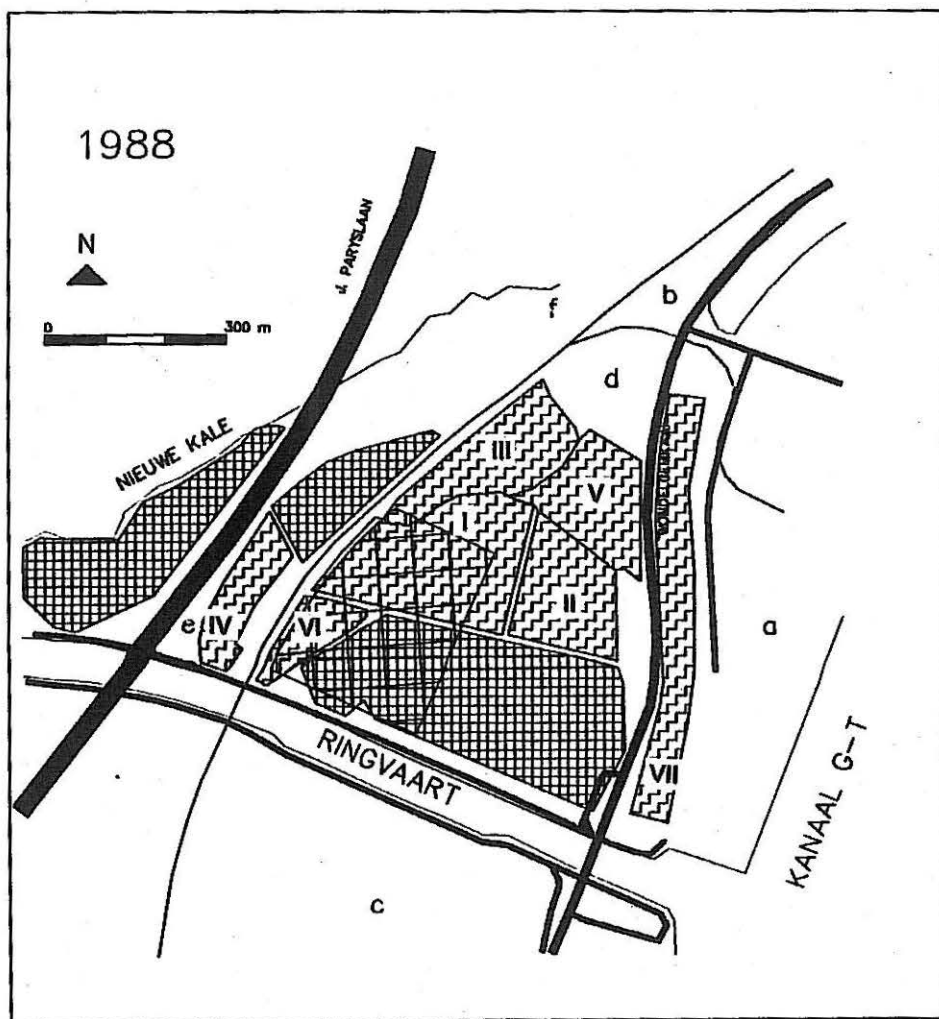 1988
N
0 300 m
J. PARYSLAAN
NIEUWE KALE
f
b
d
III
V
I
II
a
e
IV
VI
RINGVAART
VII
KANAAL G-T
c